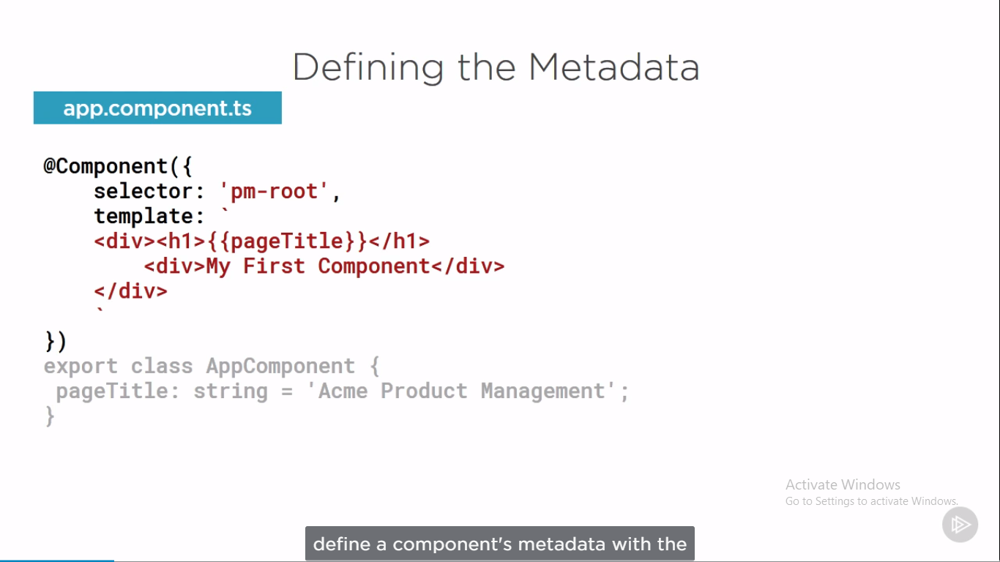 Defining the Metadata
app.component.ts
@Component({
    selector: 'pm-root',
    template: `
    <div><h1>{{pageTitle}}</h1>
        <div>My First Component</div>
    </div>
    `
})
export class AppComponent {
 pageTitle: string = 'Acme Product Management';
}
Activate Windows
Go to Settings to activate Windows.
define a component's metadata with the